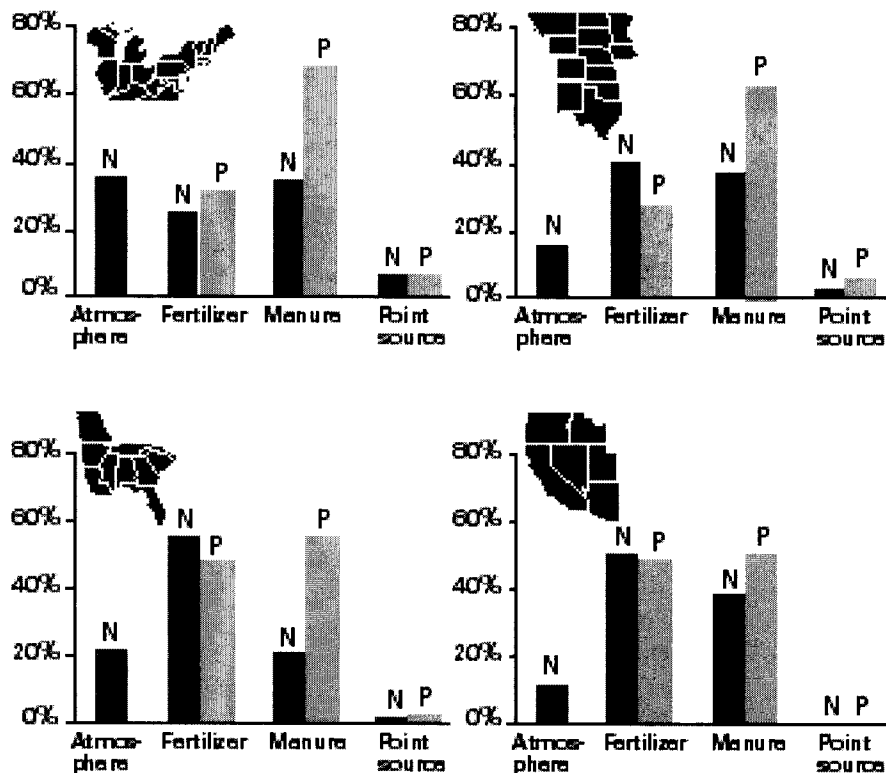 80%
60%
40%
20%
0%
N
N
P
N
P
N P
Atmos-
phere
Fertilizer
Manure
Point
source
80%
60%
40%
20%
0%
N
N
P
N
P
N
P
Atmos-
phere
Fertilizer
Manure
Point
source
80%
60%
40%
20%
0%
N
N
P
N
P
N P
Atmos-
phere
Fertilizer
Manure
Point
source
80%
60%
40%
20%
0%
N
N
P
N
P
N P
Atmos-
phere
Fertilizer
Manure
Point
source